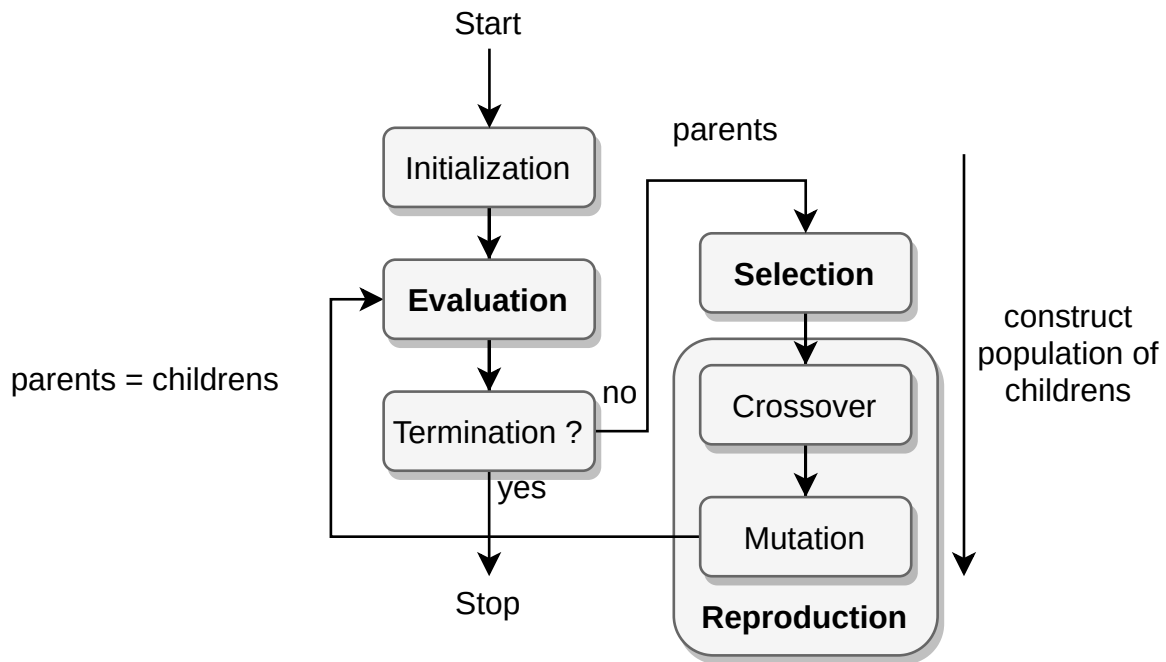 Start
Initialization
Evaluation
Termination ?
no
yes
Stop
parents = childrens
parents
Selection
Crossover
Mutation
Reproduction
construct
population of
childrens